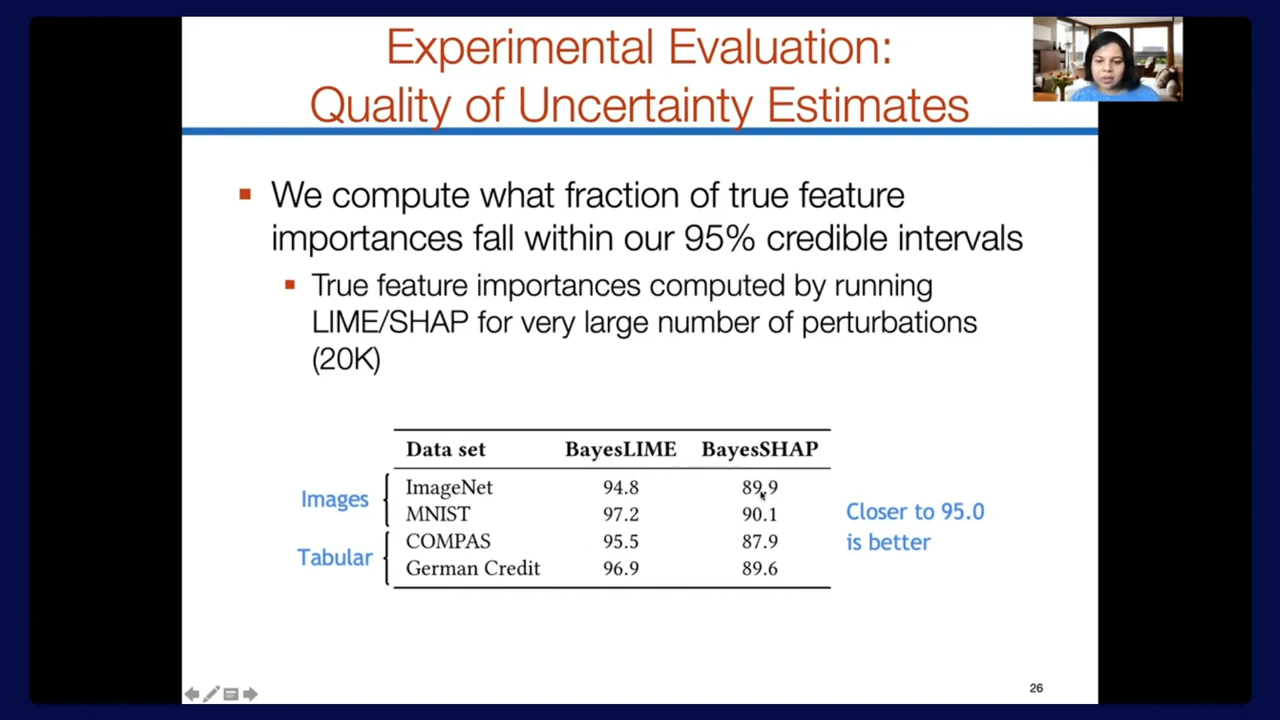 Experimental Evaluation:
Quality of Uncertainty Estimates
We compute what fraction of true feature
importances fall within our 95% credible intervals
True feature importances computed by running
LIME/SHAP for very large number of perturbations
(20K)
Data set BayesLIME BayesSHAP
Images
ImageNet 94.8 89.9
MNIST 97.2 90.1
Tabular
COMPAS 95.5 87.9
German Credit 96.9 89.6
Closer to 95.0
is better
26